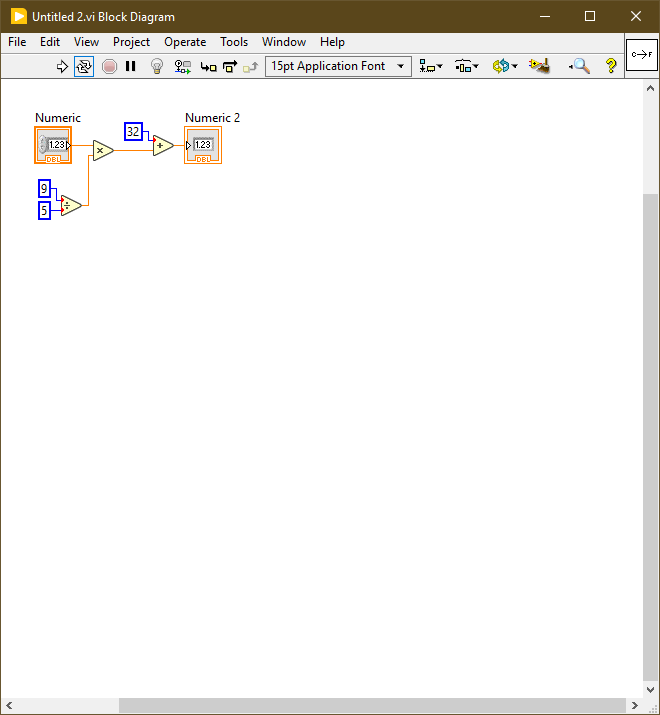 Untitled 2.vi Block Diagram
File Edit View Project Operate Tools Window Help
15pt Application Font
C→F
Numeric
Numeric 2
32
1.23
1.23
DBL
DBL
9
5